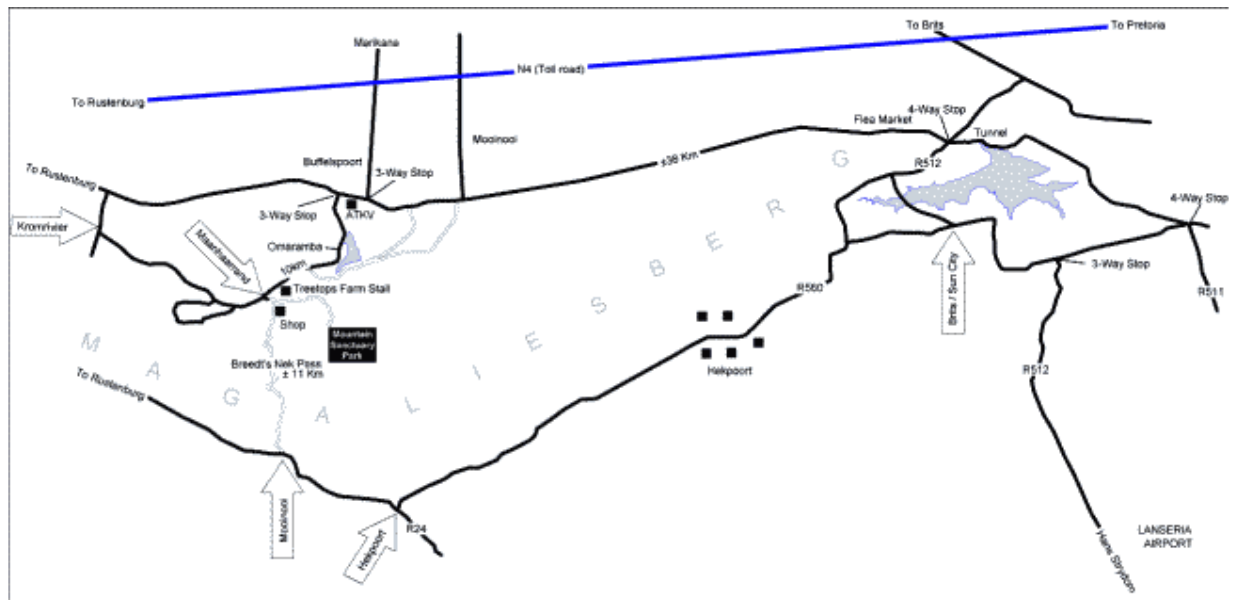 To Brits
To Pretoria
Marikana
N4 (Toll road)
To Rustenburg
4-Way Stop
Flea Market
Tunnel
Mooinooi
±38 Km
G
R512
Buffelspoort
3-Way Stop
To Rustenburg
4-Way Stop
3-Way Stop
ATKV
R
Kromrivier
Omaramba
E
3-Way Stop
10km
B
Treetops Farm Stall
R560
R511
Brits / Sun City
S
Shop
Mountain
Sanctuary
Park
M
E
Breedt's Nek Pass
± 11 Km
A
I
Hekpoort
R512
To Rustenburg
G
L
A
Mooinooi
R24
Hekpoort
LANSERIA
AIRPORT
Hans Strydom